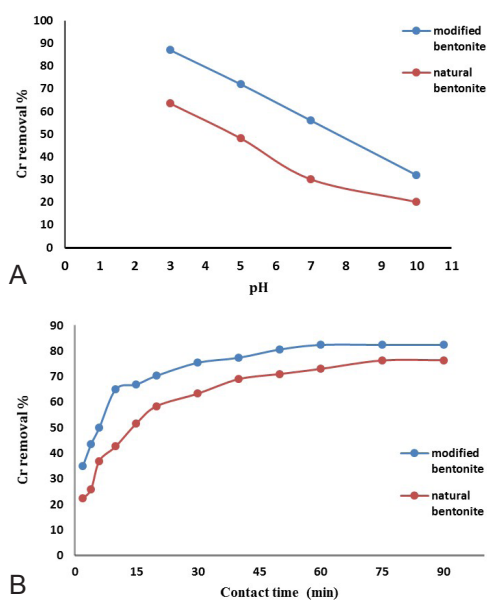 100
90
80
70
60
50
40
30
20
10
0
Cr removal %
0 1 2 3 4 5 6 7 8 9 10 11
pH
modified
bentonite
natural
bentonite
A
90
80
70
60
50
40
30
20
10
0
Cr removal %
0 15 30 45 60 75 90
Contact time (min)
modified
bentonite
natural
bentonite
B